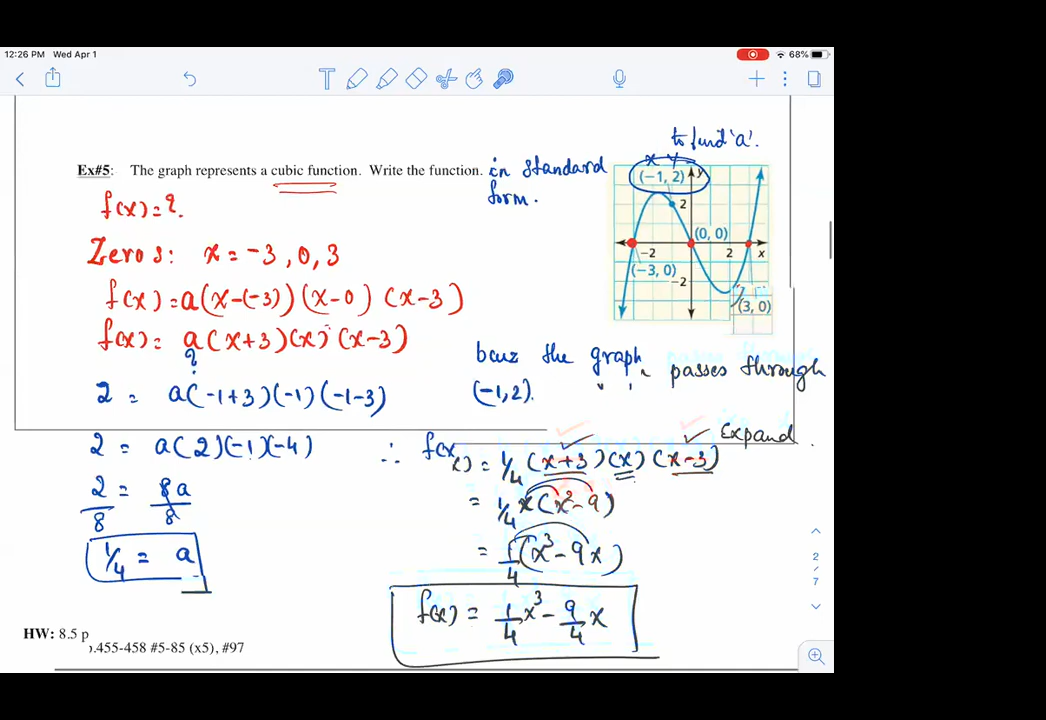 12:26 PM Wed Apr 1
68%
to find 'a'.
Ex#5: The graph represents a cubic function. Write the function. in standard form.
x y
(-1, 2)
y
2
(0, 0)
-2
2
x
(-3, 0)
-2
(3, 0)
f(x) = ?
Zeros: x = -3, 0, 3
f(x) = a(x-(-3))(x-0)(x-3)
f(x) = a(x+3)(x)(x-3)
?
2 = a(-1+3)(-1)(-1-3)
bcuz the graph passes through
(-1,2).
2 = a(2)(-1)(-4)
2/8 = 8a/8
1/4 = a
Expand.
∴ f(x
x) = 1/4 (x+3)(x)(x-3)
= 1/4 x(x²-9)
= 1/4(x³-9x)
f(x) = 1/4 x³ - 9/4 x
HW: 8.5 p
.455-458 #5-85 (x5), #97
2
/
7